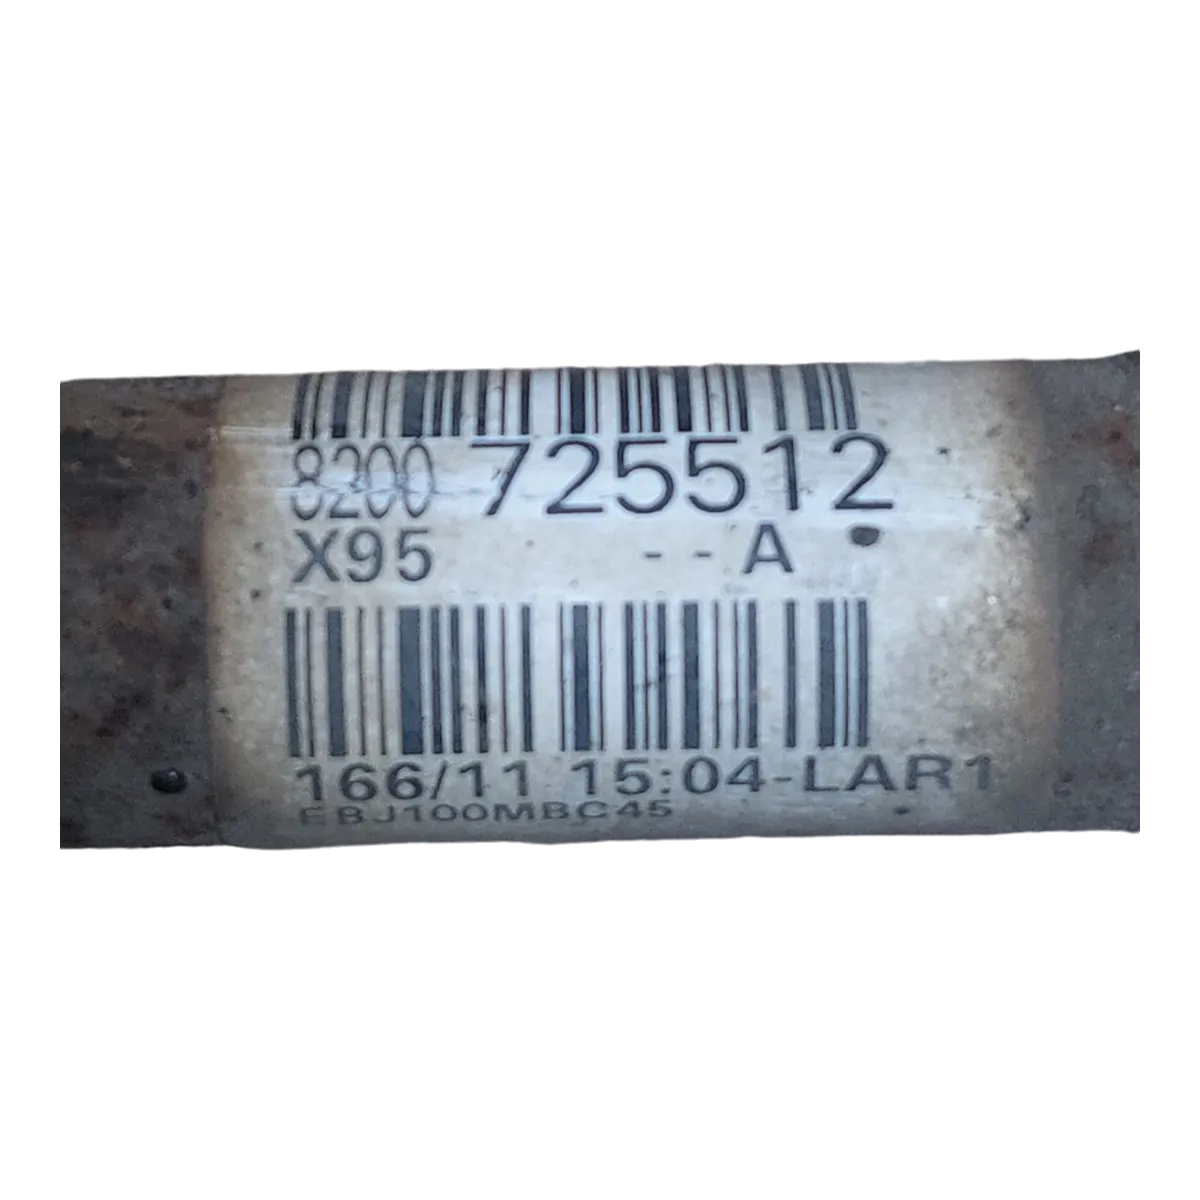 8200 725512
X95 -- A
166/11 15:04-LAR1
EBJ100MBC45